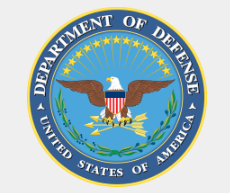 DEPARTMENT OF DEFENSE
UNITED STATES OF AMERICA